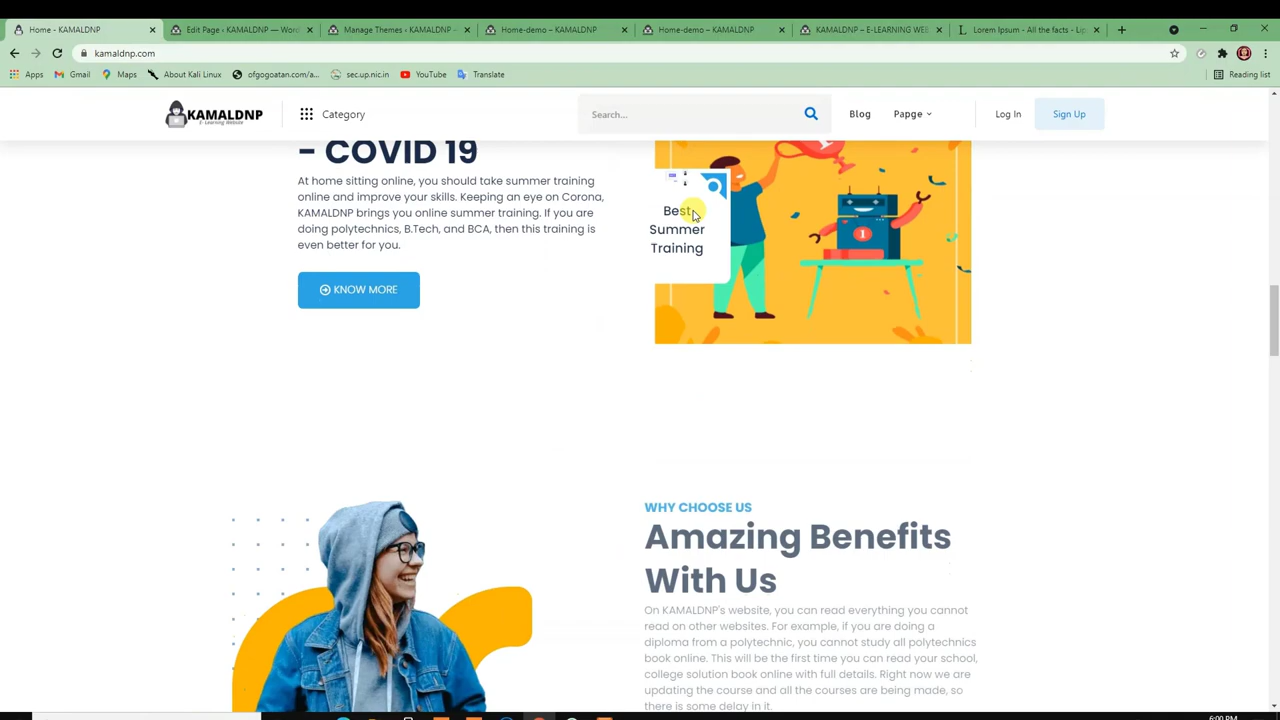 Home - KAMALDNP
Edit Page ‹ KAMALDNP — Word
Manage Themes ‹ KAMALDNP —
Home-demo – KAMALDNP
Home-demo – KAMALDNP
KAMALDNP – E-LEARNING WEB
Lorem Ipsum - All the facts - Lip
kamaldnp.com
Apps
Gmail
Maps
About Kali Linux
ofgogoatan.com/a...
sec.up.nic.in
YouTube
Translate
Reading list
KAMALDNP
E- Learning Website
Category
Search...
Blog
Papge
Log In
Sign Up
- COVID 19
At home sitting online, you should take summer training
online and improve your skills. Keeping an eye on Corona,
KAMALDNP brings you online summer training. If you are
doing polytechnics, B.Tech, and BCA, then this training is
even better for you.
KNOW MORE
1
Best
Summer
Training
1
WHY CHOOSE US
Amazing Benefits
With Us
On KAMALDNP's website, you can read everything you cannot
read on other websites. For example, if you are doing a
diploma from a polytechnic, you cannot study all polytechnics
book online. This will be the first time you can read your school,
college solution book online with full details. Right now we are
updating the course and all the courses are being made, so
there is some delay in it.
6:00 PM